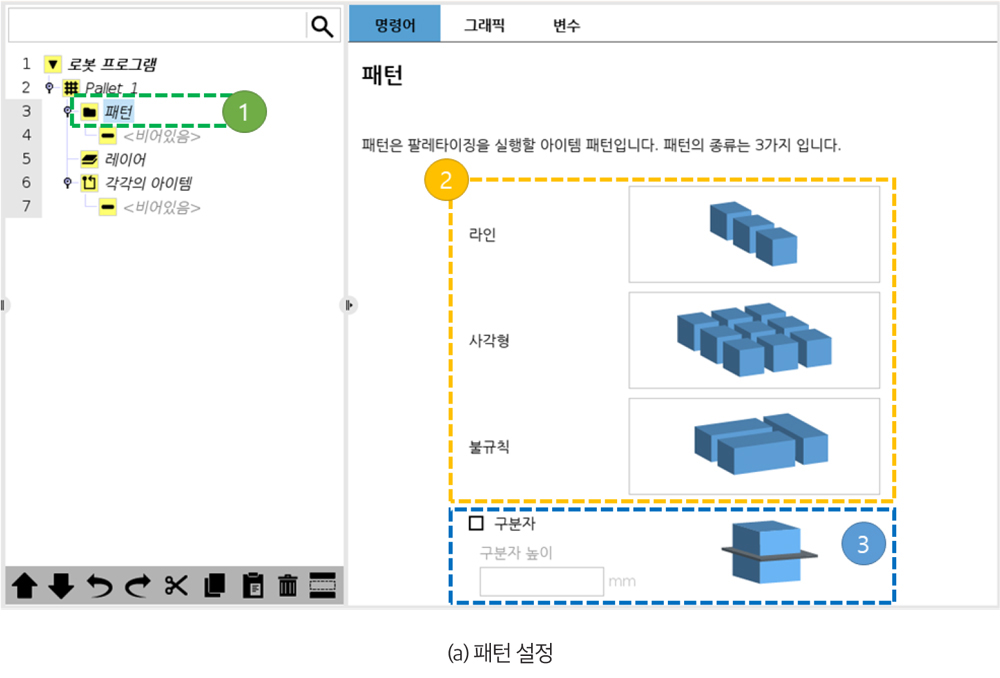 명령어 그래픽 변수
1 로봇 프로그램
2 Pallet_1
3 패턴
4 <비어있음>
5 레이어
6 각각의 아이템
7 <비어있음>
1
패턴
패턴은 팔레타이징을 실행할 아이템 패턴입니다. 패턴의 종류는 3가지 입니다.
2
라인
사각형
불규칙
구분자
구분자 높이
mm
3
(a) 패턴 설정